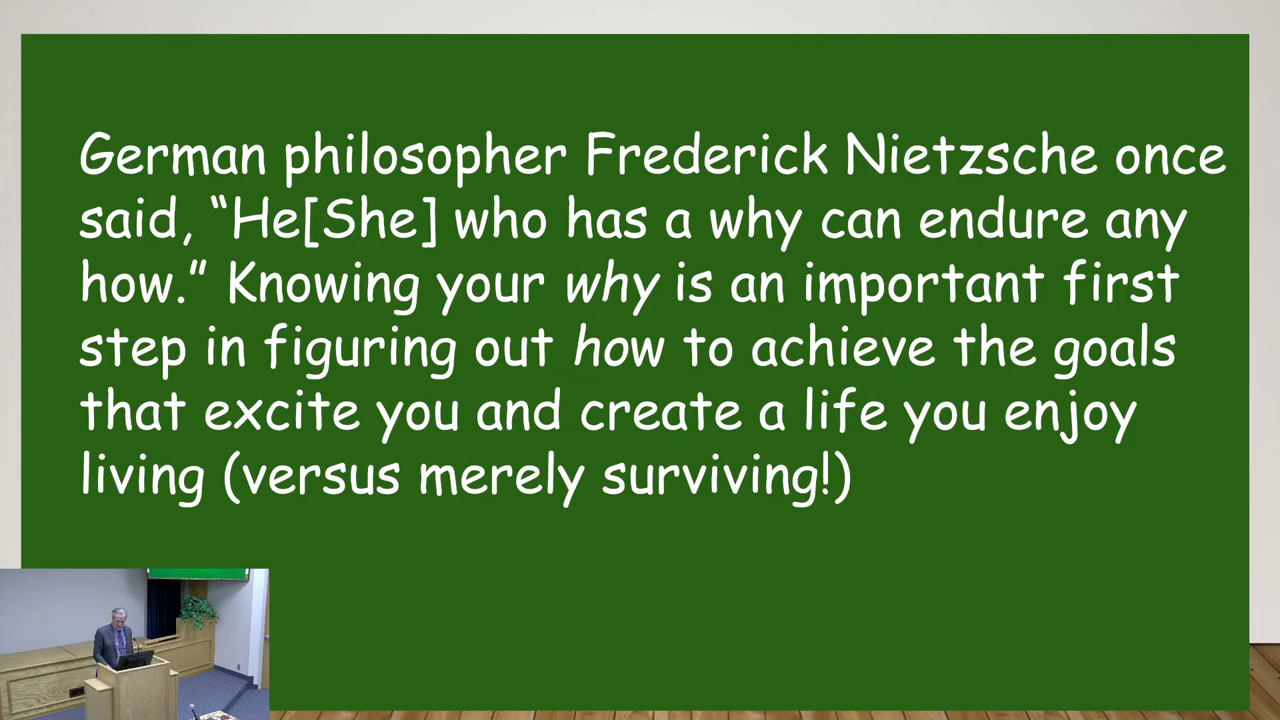 German philosopher Frederick Nietzsche once
said, “He[She] who has a why can endure any
how.” Knowing your why is an important first
step in figuring out how to achieve the goals
that excite you and create a life you enjoy
living (versus merely surviving!)